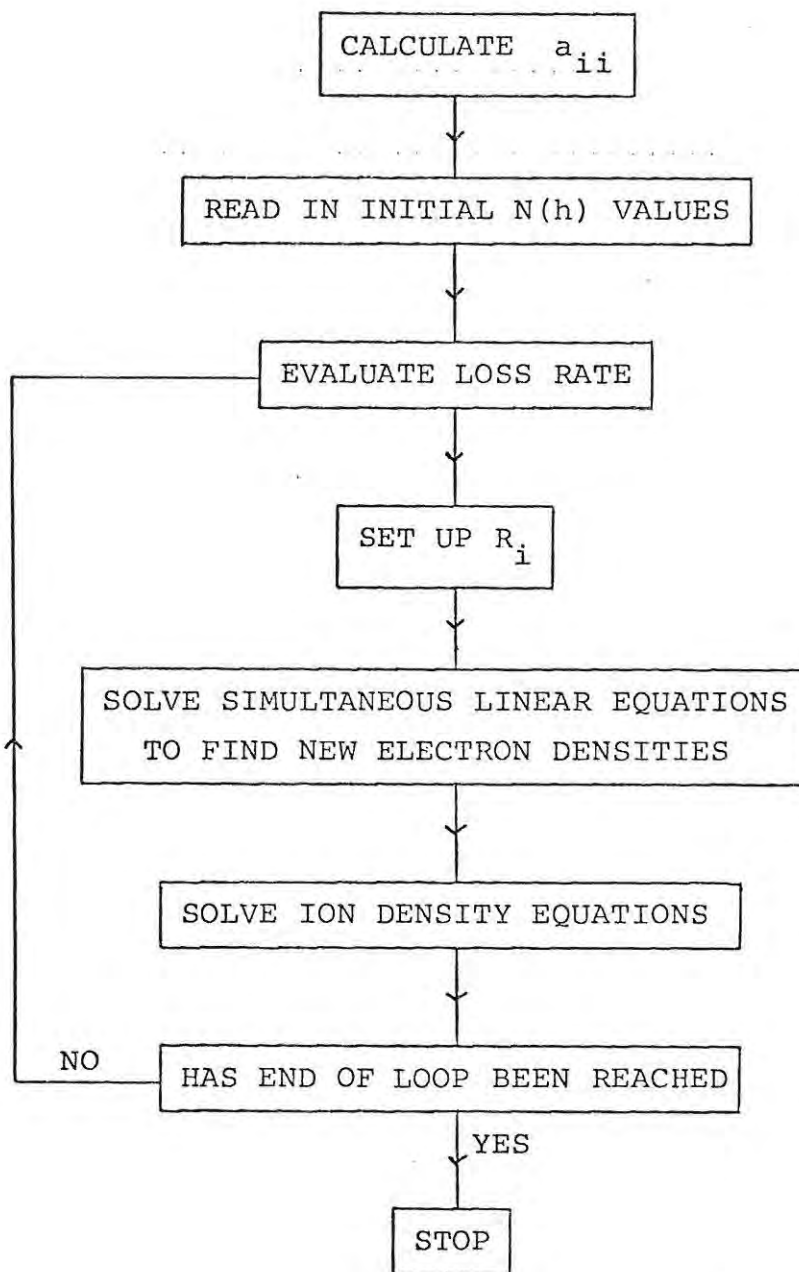 CALCULATE a_ii
READ IN INITIAL N(h) VALUES
EVALUATE LOSS RATE
SET UP R_i
SOLVE SIMULTANEOUS LINEAR EQUATIONS
TO FIND NEW ELECTRON DENSITIES
SOLVE ION DENSITY EQUATIONS
NO
HAS END OF LOOP BEEN REACHED
YES
STOP